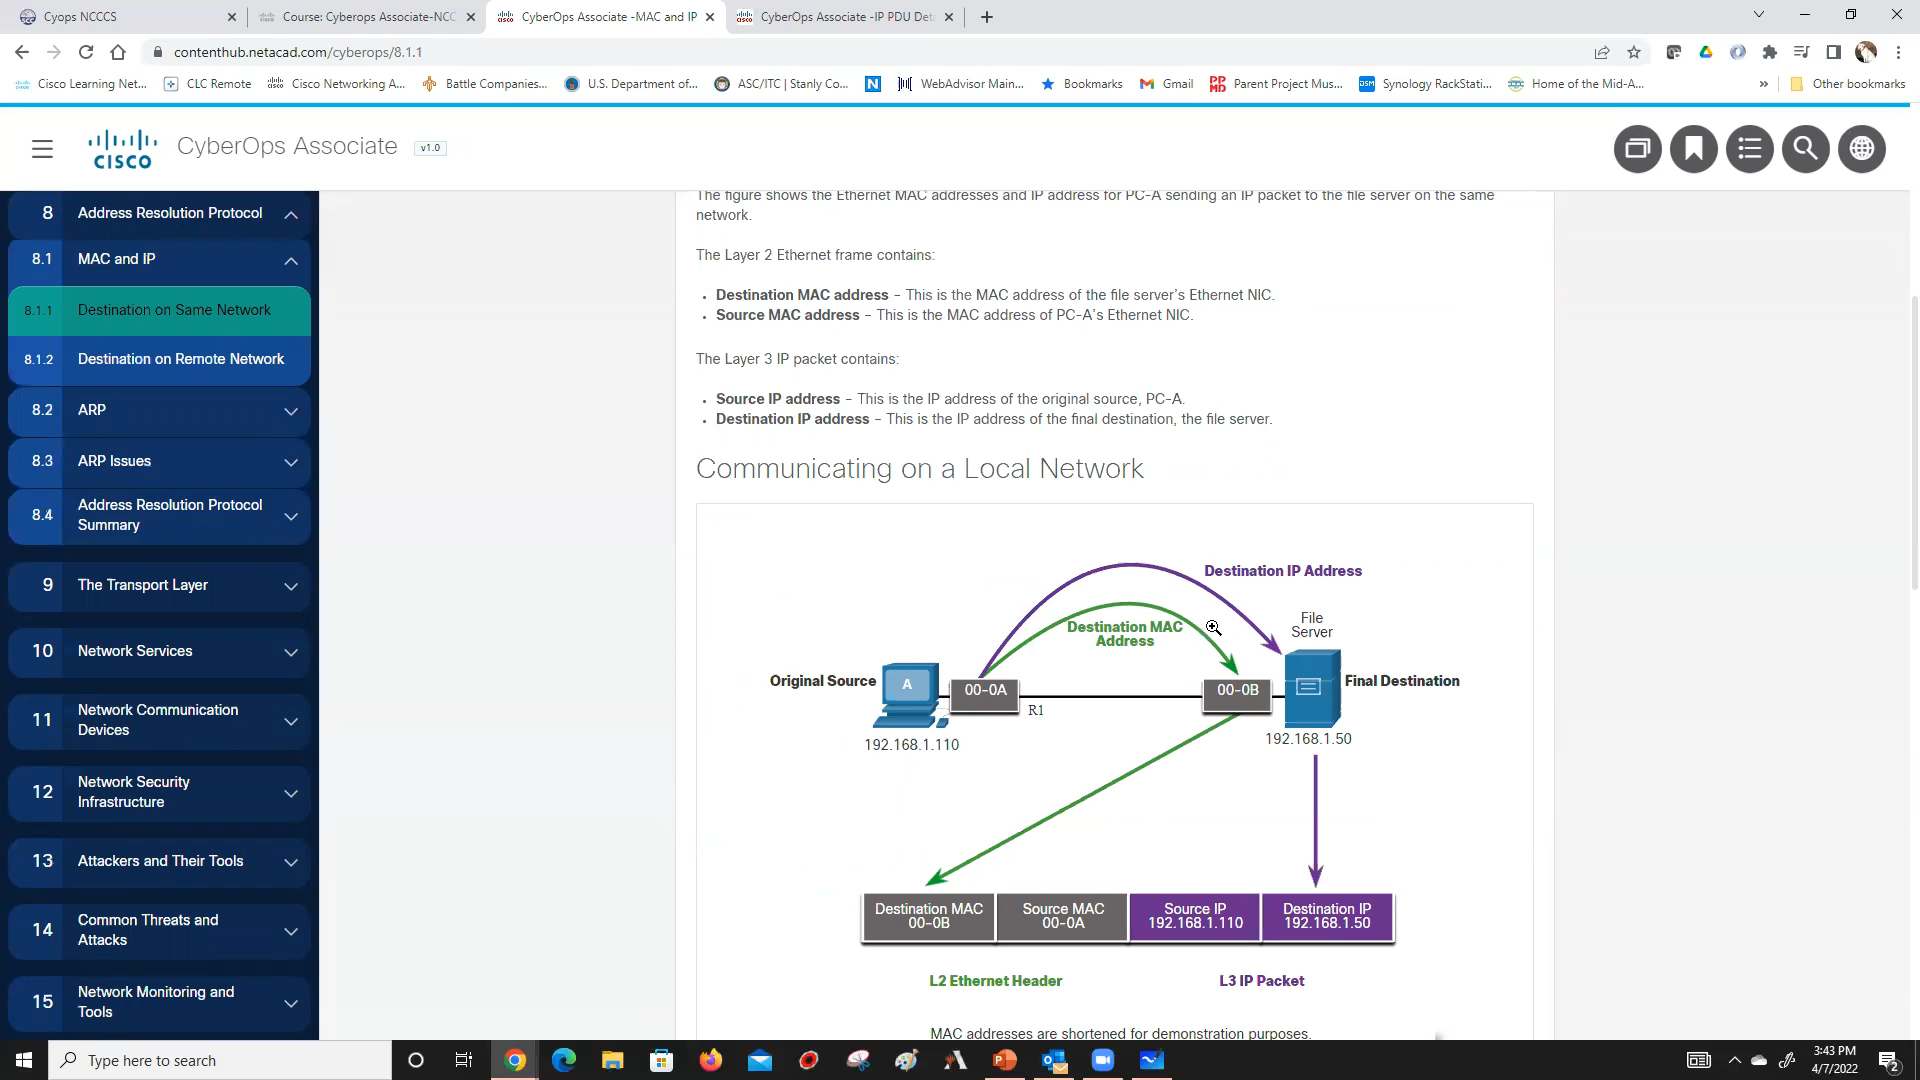 Cyops NCCCS
Course: Cyberops Associate-NCC
CyberOps Associate -MAC and IP
CyberOps Associate -IP PDU Det
contenthub.netacad.com/cyberops/8.1.1
Cisco Learning Net...
CLC Remote
Cisco Networking A...
Battle Companies...
U.S. Department of...
ASC/ITC | Stanly Co...
WebAdvisor Main...
Bookmarks
Gmail
Parent Project Mus...
Synology RackStati...
Home of the Mid-A...
»
Other bookmarks
CISCO
CyberOps Associate
v1.0
8 Address Resolution Protocol
8.1 MAC and IP
8.1.1 Destination on Same Network
8.1.2 Destination on Remote Network
8.2 ARP
8.3 ARP Issues
8.4 Address Resolution Protocol
Summary
9 The Transport Layer
10 Network Services
11 Network Communication
Devices
12 Network Security
Infrastructure
13 Attackers and Their Tools
14 Common Threats and
Attacks
15 Network Monitoring and
Tools
The figure shows the Ethernet MAC addresses and IP address for PC-A sending an IP packet to the file server on the same
network.
The Layer 2 Ethernet frame contains:
• Destination MAC address – This is the MAC address of the file server’s Ethernet NIC.
• Source MAC address – This is the MAC address of PC-A’s Ethernet NIC.
The Layer 3 IP packet contains:
• Source IP address – This is the IP address of the original source, PC-A.
• Destination IP address – This is the IP address of the final destination, the file server.
Communicating on a Local Network
Destination IP Address
Destination MAC
Address
File
Server
Original Source
A
00-0A
R1
00-0B
Final Destination
192.168.1.110
192.168.1.50
Destination MAC
00-0B
Source MAC
00-0A
Source IP
192.168.1.110
Destination IP
192.168.1.50
L2 Ethernet Header
L3 IP Packet
MAC addresses are shortened for demonstration purposes.
Type here to search
3:43 PM
4/7/2022
2